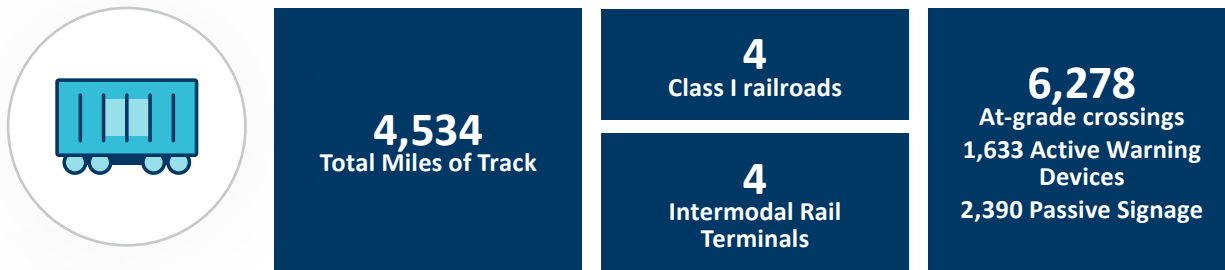 4,534
Total Miles of Track
4
Class I railroads
4
Intermodal Rail
Terminals
6,278
At-grade crossings
1,633 Active Warning
Devices
2,390 Passive Signage